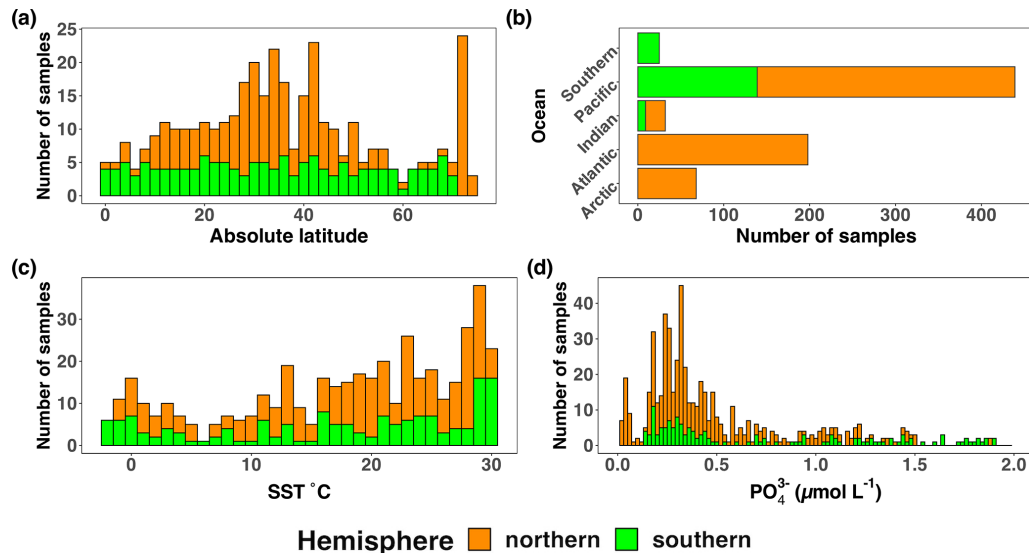 (a)
Number of samples
25
20
15
10
5
0
0 20 40 60
Absolute latitude
(b)
Ocean
Southern
Pacific
Indian
Atlantic
Arctic
0 100 200 300 400
Number of samples
(c)
Number of samples
30
20
10
0
0 10 20 30
SST °C
(d)
Number of samples
40
30
20
10
0
0.0 0.5 1.0 1.5 2.0
PO₄³⁻ (μmol L⁻¹)
Hemisphere northern southern